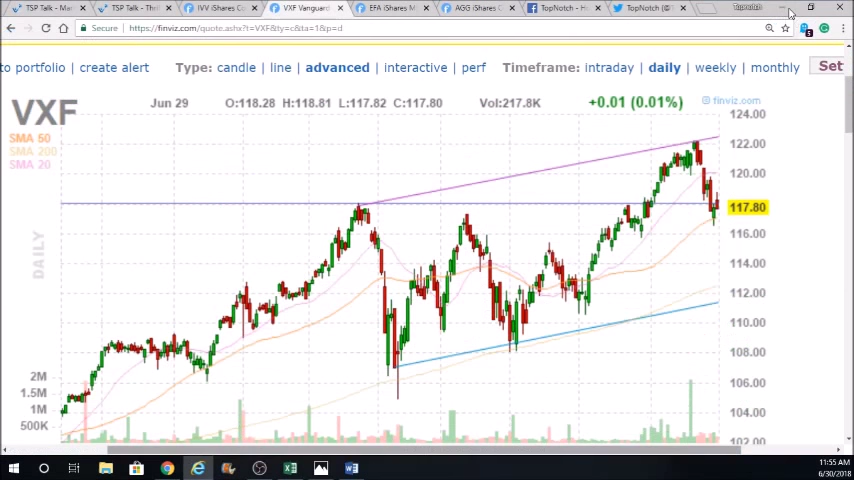 TSP Talk - Mar
TSP Talk - Thril
IVV iShares Co
VXF Vanguard
EFA iShares M
AGG iShares C
TopNotch - H
TopNotch (@T
TopNotch
Secure
https://finviz.com/quote.ashx?t=VXF&ty=c&ta=1&p=d
5
to portfolio | create alert
Type: candle | line | advanced | interactive | perf
Timeframe: intraday | daily | weekly | monthly
Set
VXF
Jun 29
O:118.28
H:118.81
L:117.82
C:117.80
Vol:217.8K
+0.01 (0.01%)
© finviz.com
SMA 50
SMA 200
SMA 20
DAILY
124.00
122.00
120.00
117.80
116.00
114.00
112.00
110.00
108.00
106.00
104.00
102.00
2M
1.5M
1M
500K
11:55 AM
6/30/2018